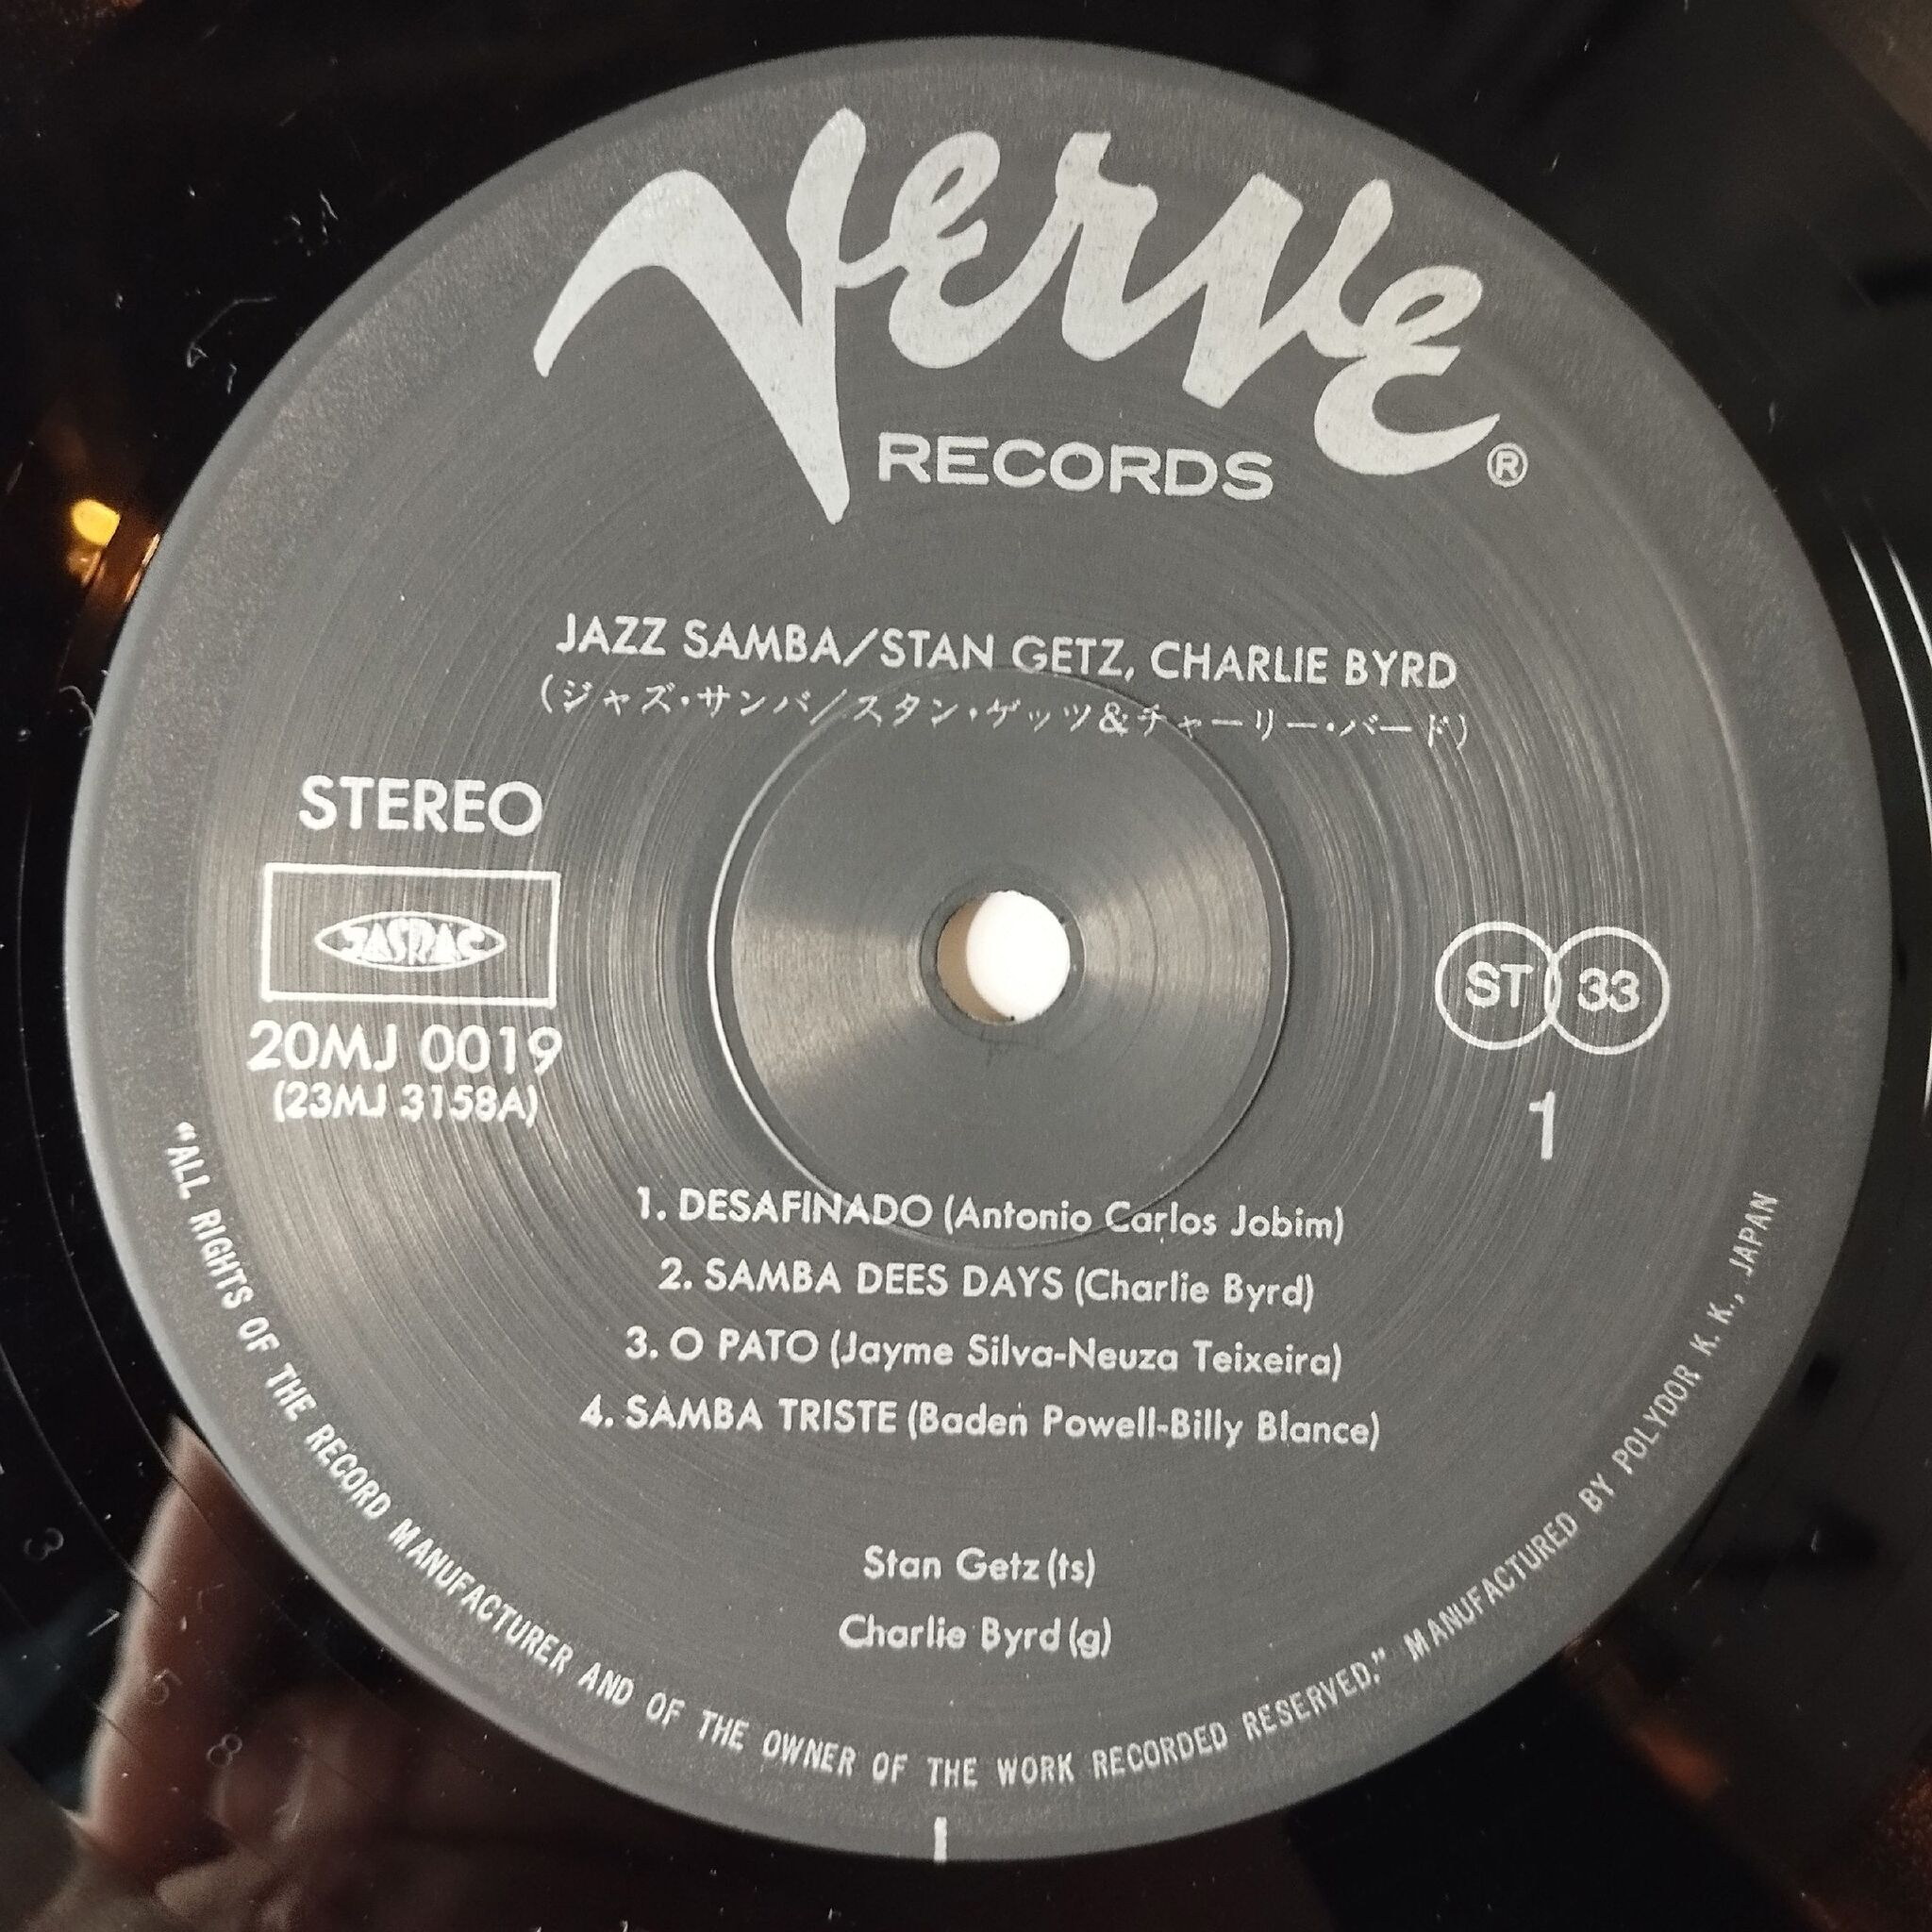 Verve
RECORDS ®
JAZZ SAMBA/STAN GETZ, CHARLIE BYRD
(ジャズ・サンバ/スタン・ゲッツ&チャーリー・バード)
STEREO
JASRAC
20MJ 0019
(23MJ 3158A)
ST 33
1
1. DESAFINADO (Antonio Carlos Jobim)
2. SAMBA DEES DAYS (Charlie Byrd)
3. O PATO (Jayme Silva-Neuza Teixeira)
4. SAMBA TRISTE (Baden Powell-Billy Blance)
Stan Getz (ts)
Charlie Byrd (g)
"ALL RIGHTS OF THE RECORD MANUFACTURER AND OF THE OWNER OF THE WORK RECORDED RESERVED." MANUFACTURED BY POLYDOR K. K., JAPAN
3 1 5 8